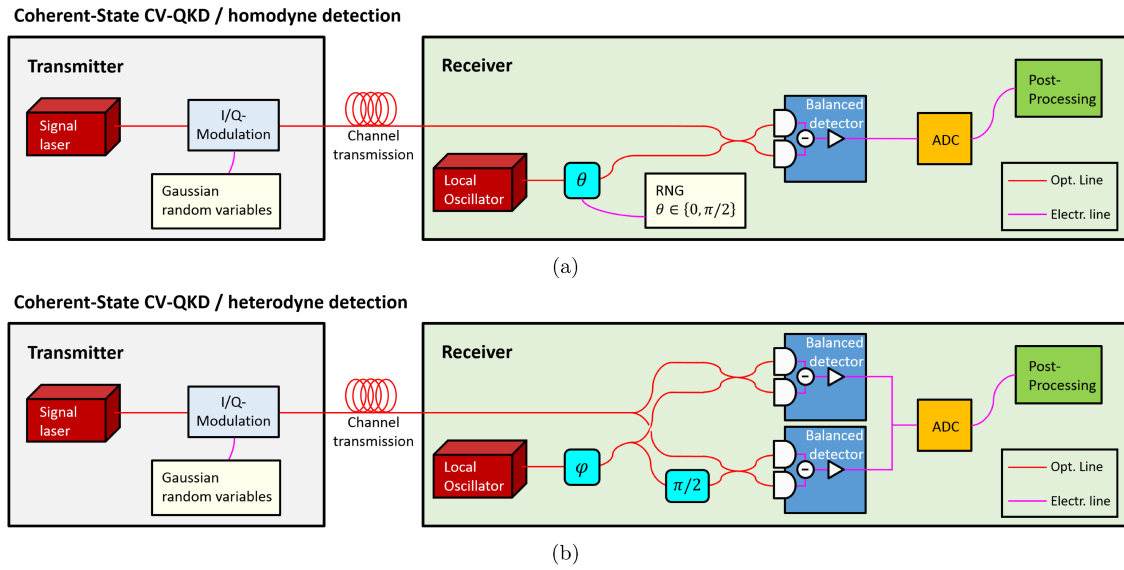 Coherent-State CV-QKD / homodyne detection
Transmitter
Signal
laser
I/Q-
Modulation
Gaussian
random variables
Channel
transmission
Receiver
Local
Oscillator
θ
RNG
θ ∈ {0, π/2}
Balanced
detector
−
ADC
Post-
Processing
Opt. Line
Electr. line
(a)
Coherent-State CV-QKD / heterodyne detection
Transmitter
Signal
laser
I/Q-
Modulation
Gaussian
random variables
Channel
transmission
Receiver
Local
Oscillator
φ
π/2
Balanced
detector
−
Balanced
detector
−
ADC
Post-
Processing
Opt. Line
Electr. line
(b)